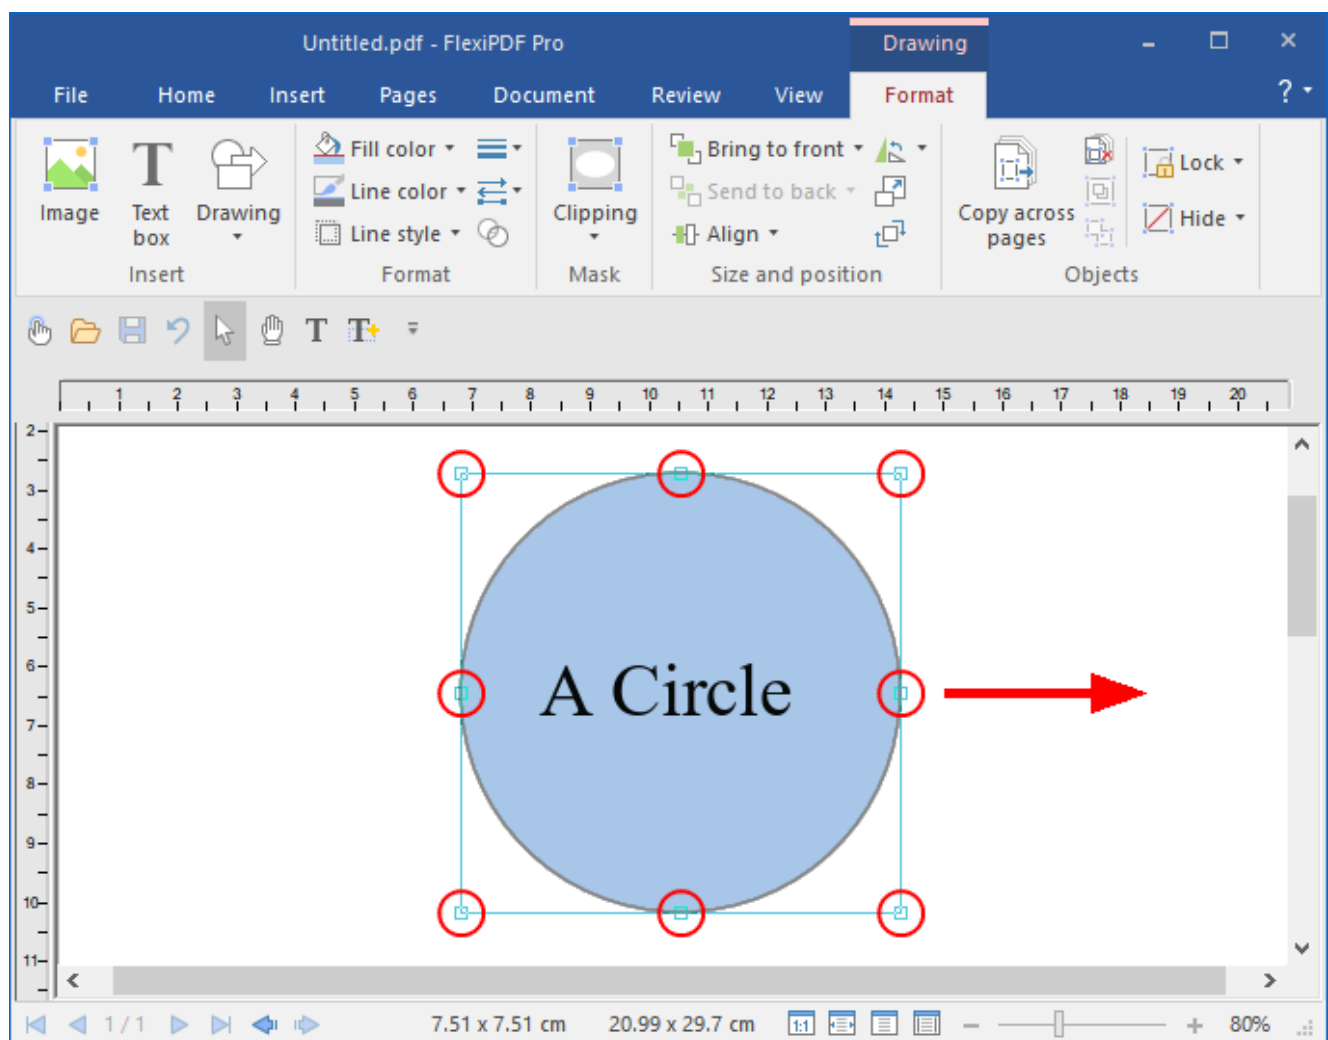 Untitled.pdf - FlexiPDF Pro
Drawing
File Home Insert Pages Document Review View Format ?
Image
Text box
Drawing
Insert
Fill color
Line color
Line style
Format
Clipping
Mask
Bring to front
Send to back
Align
Size and position
Copy across pages
Lock
Hide
Objects
T T
1 2 3 4 5 6 7 8 9 10 11 12 13 14 15 16 17 18 19 20
2
3
4
5
6
7
8
9
10
11
A Circle
1 / 1 7.51 x 7.51 cm 20.99 x 29.7 cm 1:1 80%